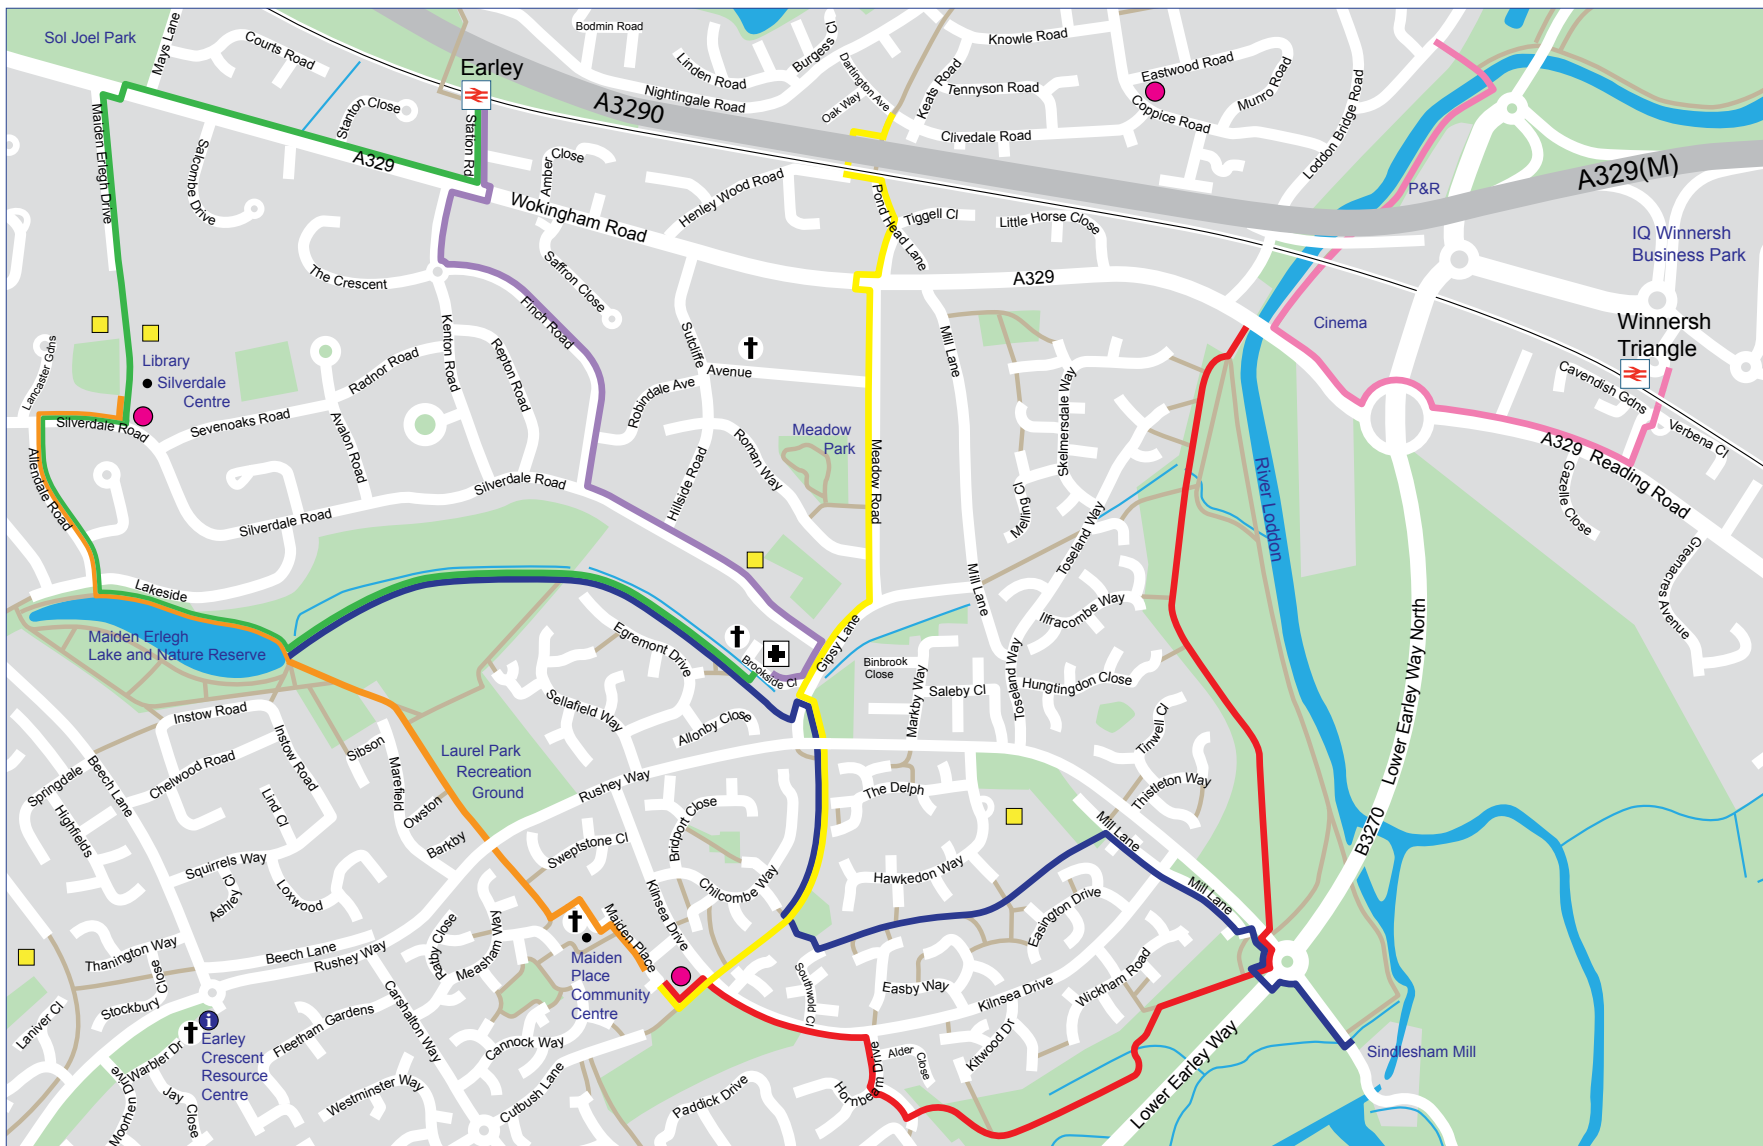 Sol Joel Park
Mays Lane
Courts Road
Stanton Close
Earley
Station Rd
A3290
Bodmin Road
Linden Road
Burgess Cl
Nightingale Road
Dartington Ave
Oak Way
Keats Road
Knowle Road
Tennyson Road
Eastwood Road
Coppice Road
Munro Road
Clivedale Road
Loddon Bridge Road
P&R
A329(M)
IQ Winnersh
Business Park
Maiden Erlegh Drive
Salcombe Drive
A329
Amber
Close
Henley Wood Road
Wokingham Road
Pond Head Lane
Tiggell Cl
Little Horse Close
A329
The Crescent
Saffron Close
Finch Road
Kenton Road
Repton Road
Radnor Road
Sutcliffe
Avenue
Robindale Ave
Mill Lane
Cinema
Winnersh
Triangle
Cavendish Gdns
Verbena Cl
A329 Reading Road
Gazelle Close
Greenacres Avenue
Lancaster Gdns
Library
Silverdale
Centre
Silverdale Road
Sevenoaks Road
Avalon Road
Allendale Road
Silverdale Road
Silverdale Road
Hillside Road
Roman Way
Meadow
Park
Meadow Road
Skelmersdale Way
Meling Cl
Toseland Way
River Loddon
Lakeside
Maiden Erlegh
Lake and Nature Reserve
Egremont Drive
Brookside Cl
Gipsy Lane
Mill Lane
Ilfracombe Way
Binbrook
Close
Markby Way
Saleby Cl
Toseland Way
Hungtingdon Close
Tinwell Cl
Lower Earley Way North
B3270
Sellafield Way
Allonby Close
Instow Road
Instow Road
Sibson
Marefield
Laurel Park
Recreation
Ground
Rushey Way
Springdale
Beech Lane
Chelwood Road
Highfields
Lind Cl
Owston
Barkby
Squirrels Way
Ashley Cl
Loxwood
Sweptstone Cl
Bridport Close
Chilcombe Way
Kilnsea Drive
The Delph
Hawkedon Way
Mill Lane
Thistleton Way
Mill Lane
Easington Drive
Thanington Way
Close
Stockbury
Beech Lane
Rushey Way
Ratby Close
Measham Way
Maiden Place
Maiden
Place
Community
Centre
Southwold Cl
Easby Way
Kilnsea Drive
Wickham Road
Kitwood Dr
Alder
Close
Hornbeam Drive
Laniver Cl
Warbler Dr
Earley
Crescent
Resource
Centre
Moorhen Drive
Jay
Close
Fleetham Gardens
Carshalton Way
Westminster Way
Cannock Way
Cutbush Lane
Paddick Drive
Lower Earley Way
Sindlesham Mill